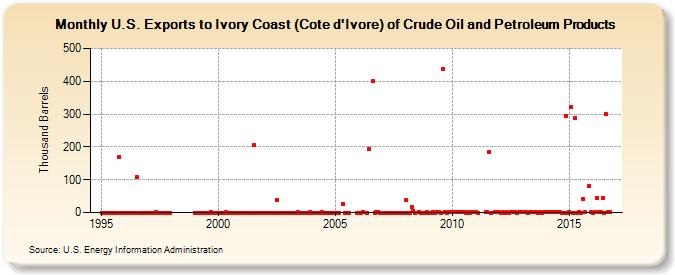 Monthly U.S. Exports to Ivory Coast (Cote d'Ivore) of Crude Oil and Petroleum Products
Thousand Barrels
500
400
300
200
100
0
1995 2000 2005 2010 2015
Source: U.S. Energy Information Administration